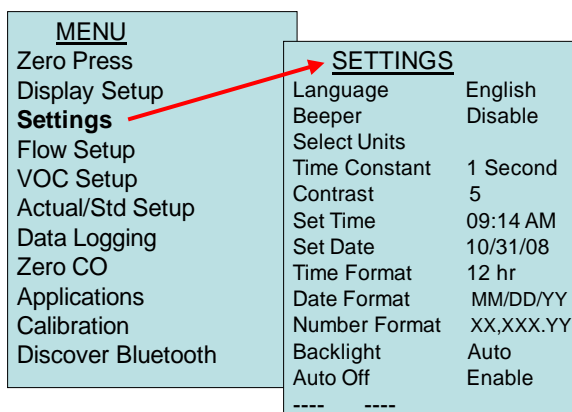 MENU
Zero Press
Display Setup
Settings
Flow Setup
VOC Setup
Actual/Std Setup
Data Logging
Zero CO
Applications
Calibration
Discover Bluetooth
SETTINGS
Language English
Beeper Disable
Select Units
Time Constant 1 Second
Contrast 5
Set Time 09:14 AM
Set Date 10/31/08
Time Format 12 hr
Date Format MM/DD/YY
Number Format XX,XXX.YY
Backlight Auto
Auto Off Enable
---- ----